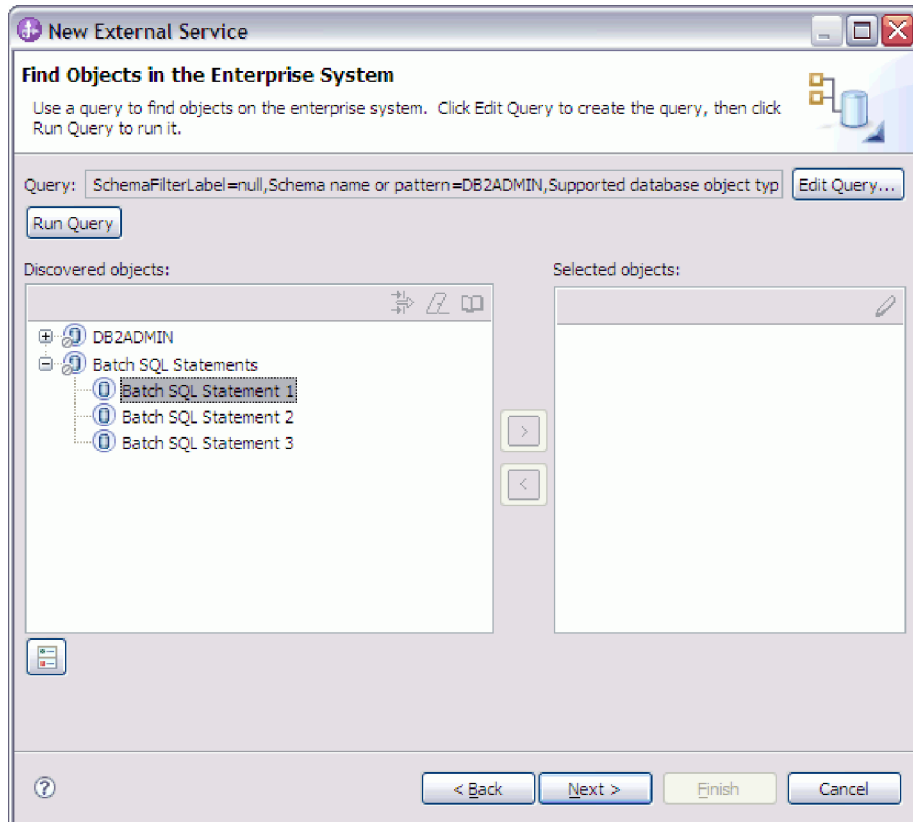 New External Service
Find Objects in the Enterprise System
Use a query to find objects on the enterprise system. Click Edit Query to create the query, then click
Run Query to run it.
Query: SchemaFilterLabel=null,Schema name or pattern=DB2ADMIN,Supported database object typ Edit Query...
Run Query
Discovered objects: Selected objects:
DB2ADMIN
Batch SQL Statements
Batch SQL Statement 1
Batch SQL Statement 2
Batch SQL Statement 3
>
<
< Back Next > Finish Cancel